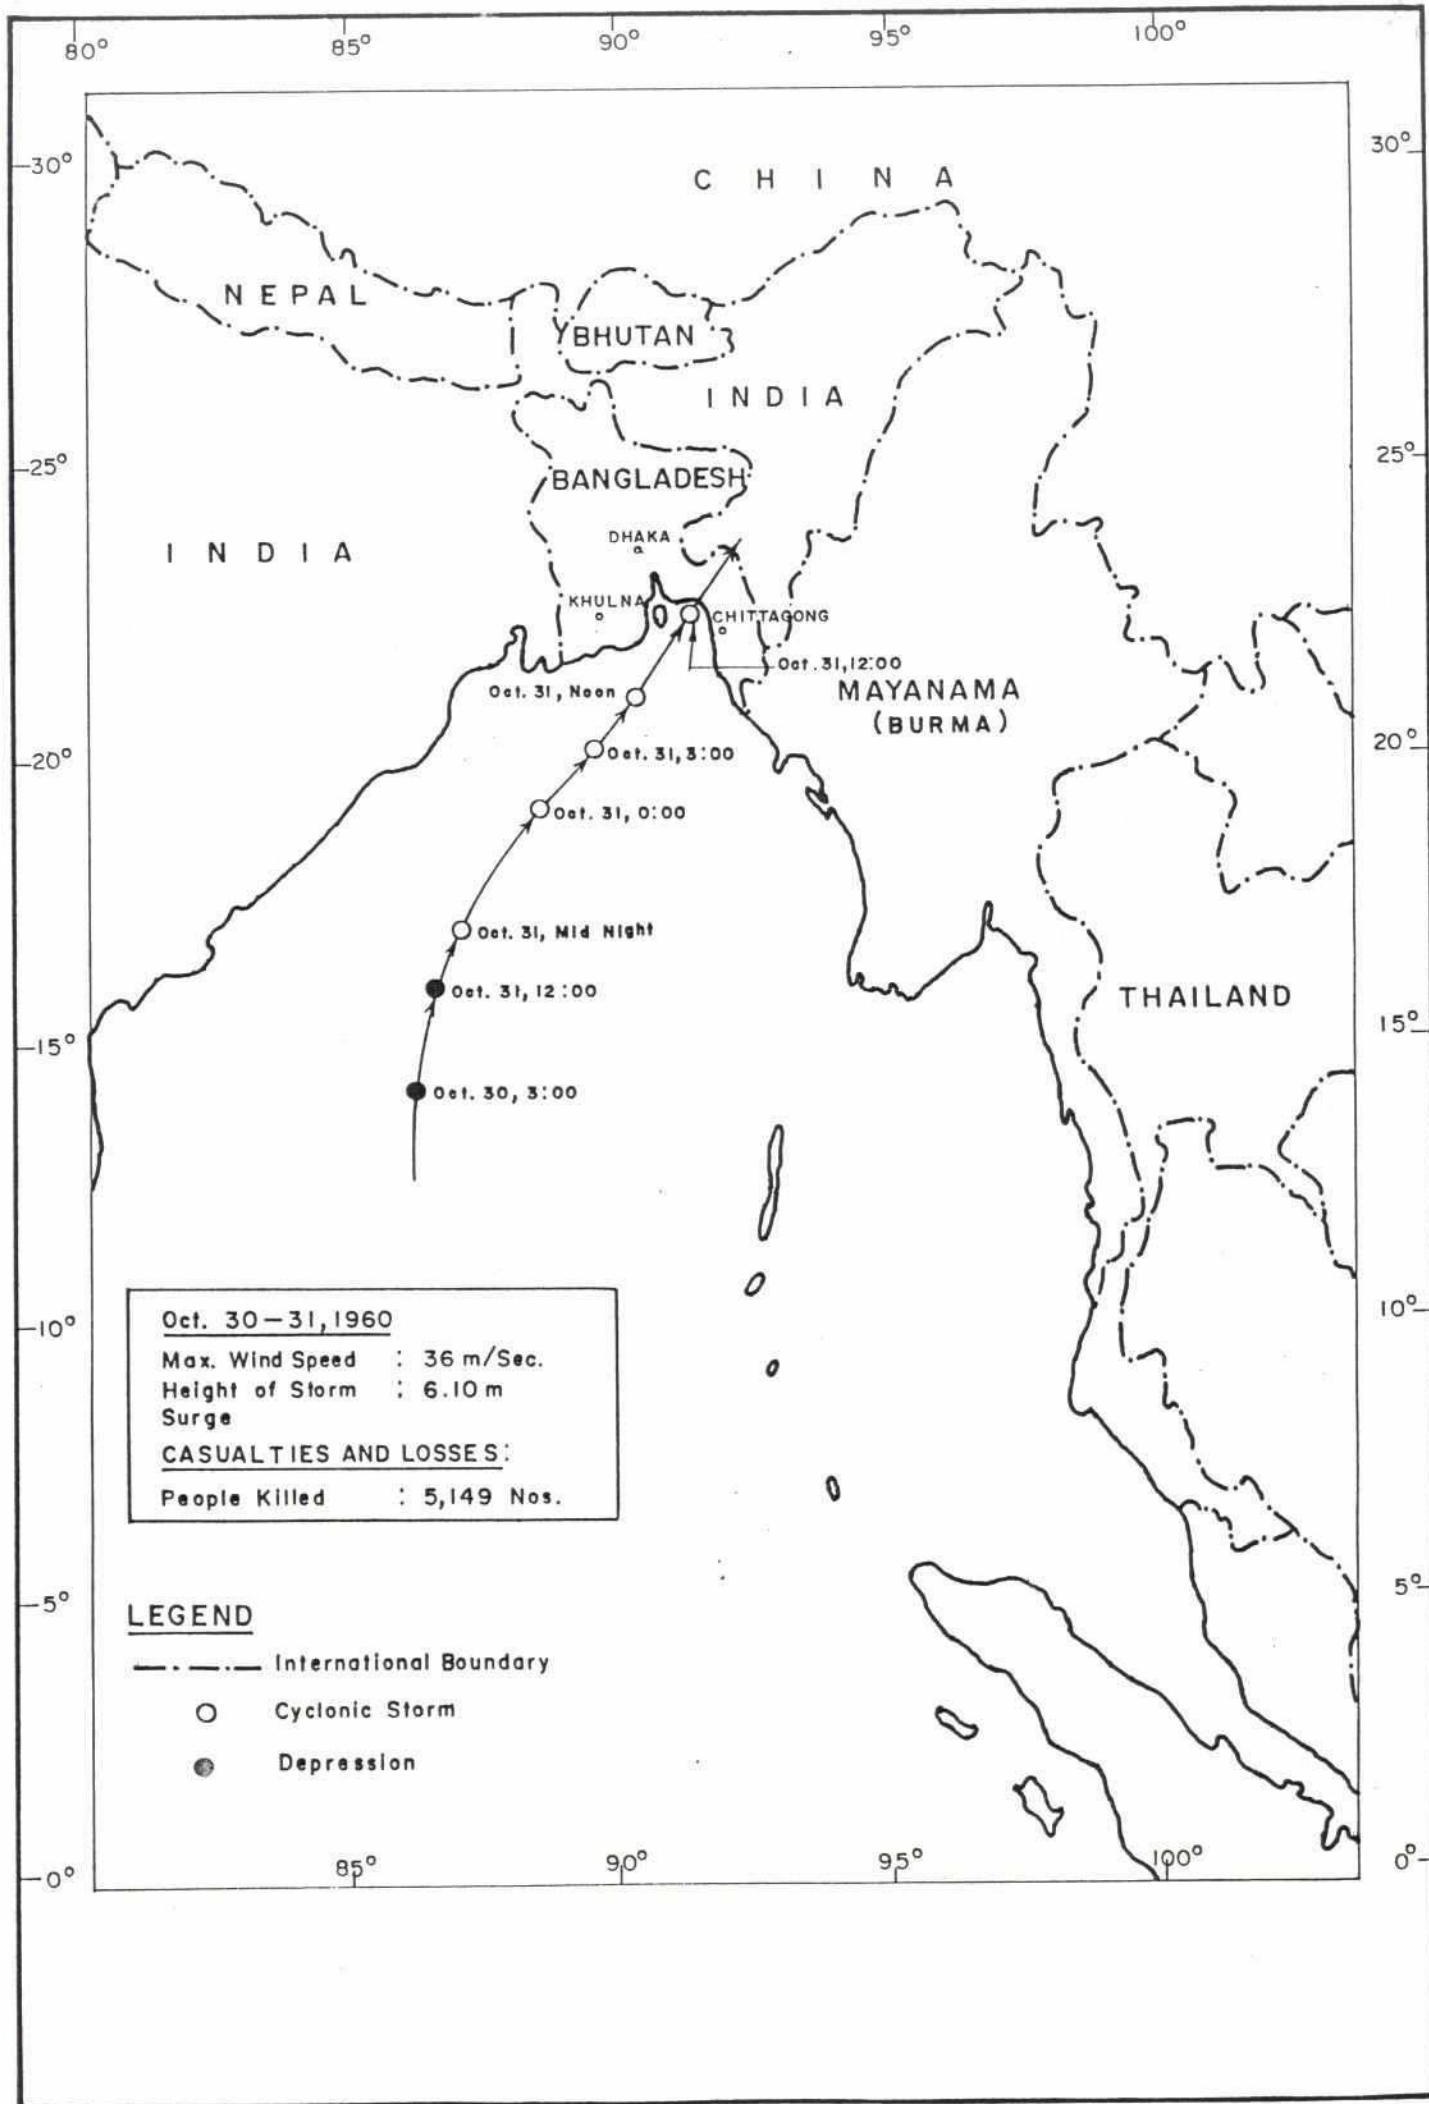 80° 85° 90° 95° 100°
30° 30°
C H I N A
NEPAL
BHUTAN
INDIA
25° 25°
BANGLADESH
DHAKA
I N D I A
KHULNA
CHITTAGONG
Oct. 31, 12:00
Oct. 31, Noon
MAYANAMA
(BURMA)
20° 20°
Oct. 31, 3:00
Oct. 31, 0:00
Oct. 31, Mid Night
Oct. 31, 12:00
THAILAND
15° 15°
Oct. 30, 3:00
10° 10°
Oct. 30-31, 1960
Max. Wind Speed : 36 m/Sec.
Height of Storm : 6.10 m
Surge
CASUALTIES AND LOSSES:
People Killed : 5,149 Nos.
5° 5°
LEGEND
International Boundary
Cyclonic Storm
Depression
0° 0°
85° 90° 95° 100°